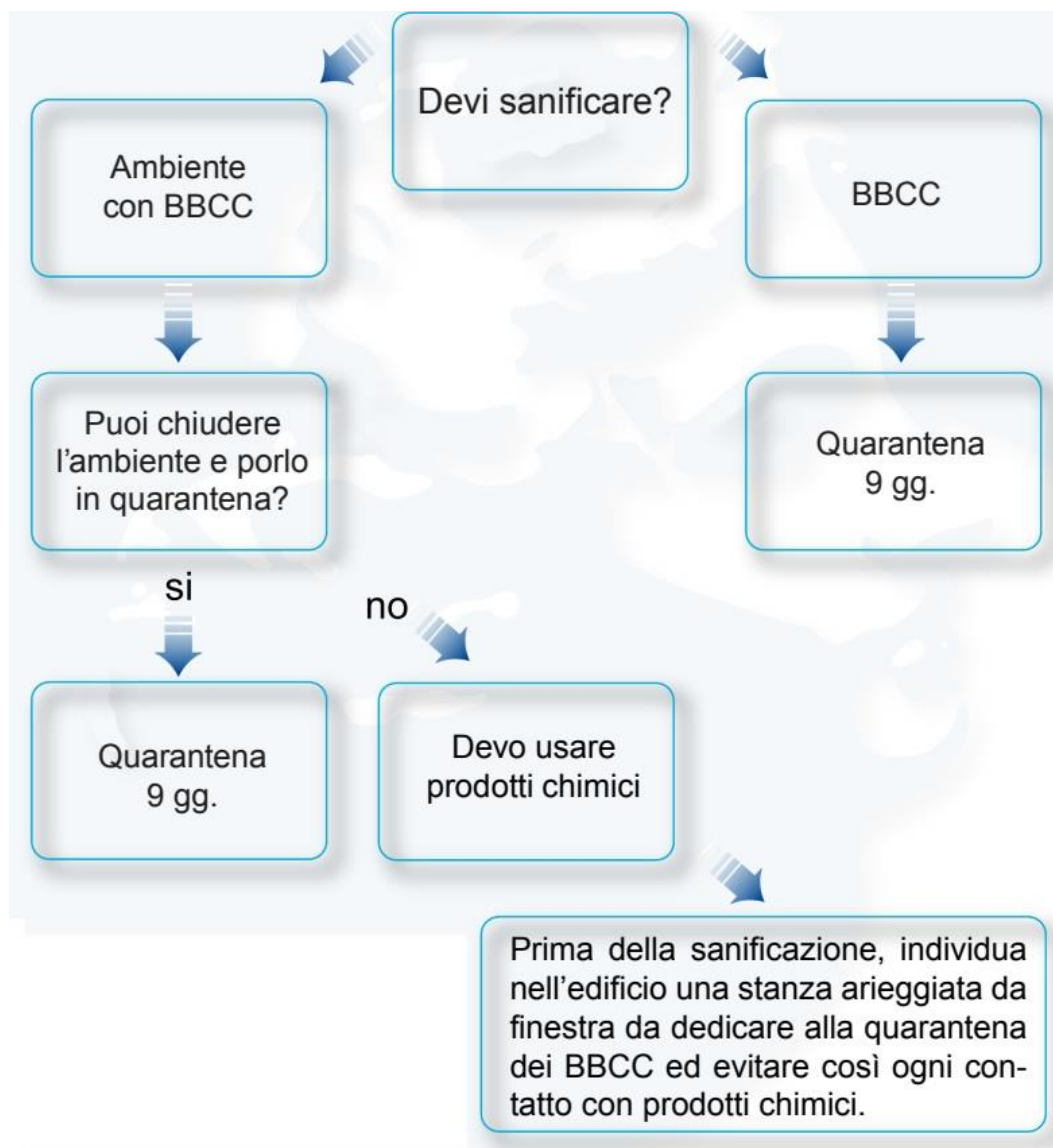 Devi sanificare?
Ambiente
con BBCC
BBCC
Puoi chiudere
l’ambiente e porlo
in quarantena?
Quarantena
9 gg.
si
no
Quarantena
9 gg.
Devo usare
prodotti chimici
Prima della sanificazione, individua
nell’edificio una stanza arieggiata da
finestra da dedicare alla quarantena
dei BBCC ed evitare così ogni con-
tatto con prodotti chimici.